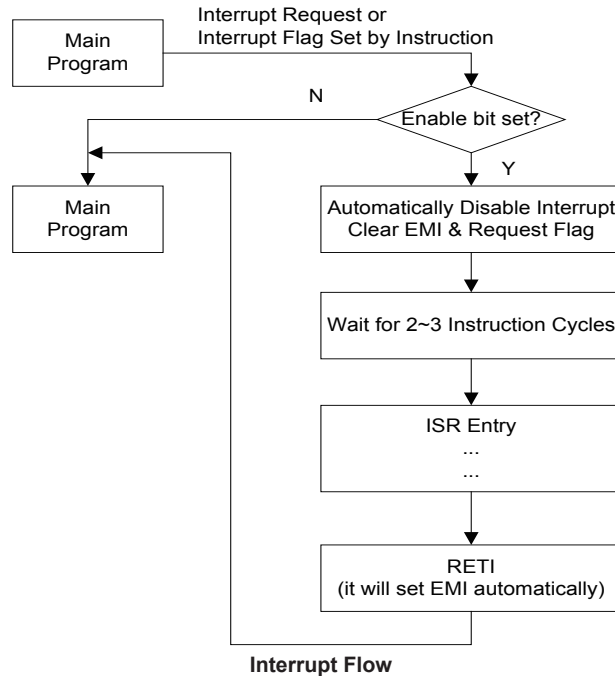 Interrupt Request or
Interrupt Flag Set by Instruction
Main
Program
N
Enable bit set?
Y
Main
Program
Automatically Disable Interrupt
Clear EMI & Request Flag
Wait for 2~3 Instruction Cycles
ISR Entry
...
...
RETI
(it will set EMI automatically)
Interrupt Flow